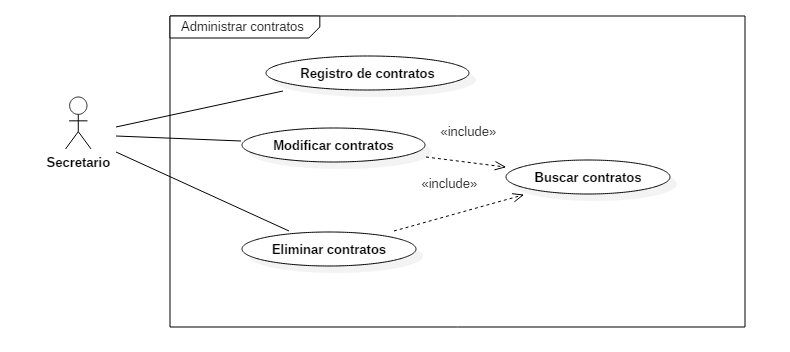 Administrar contratos
Registro de contratos
«include»
Modificar contratos
Secretario
Buscar contratos
«include»
Eliminar contratos